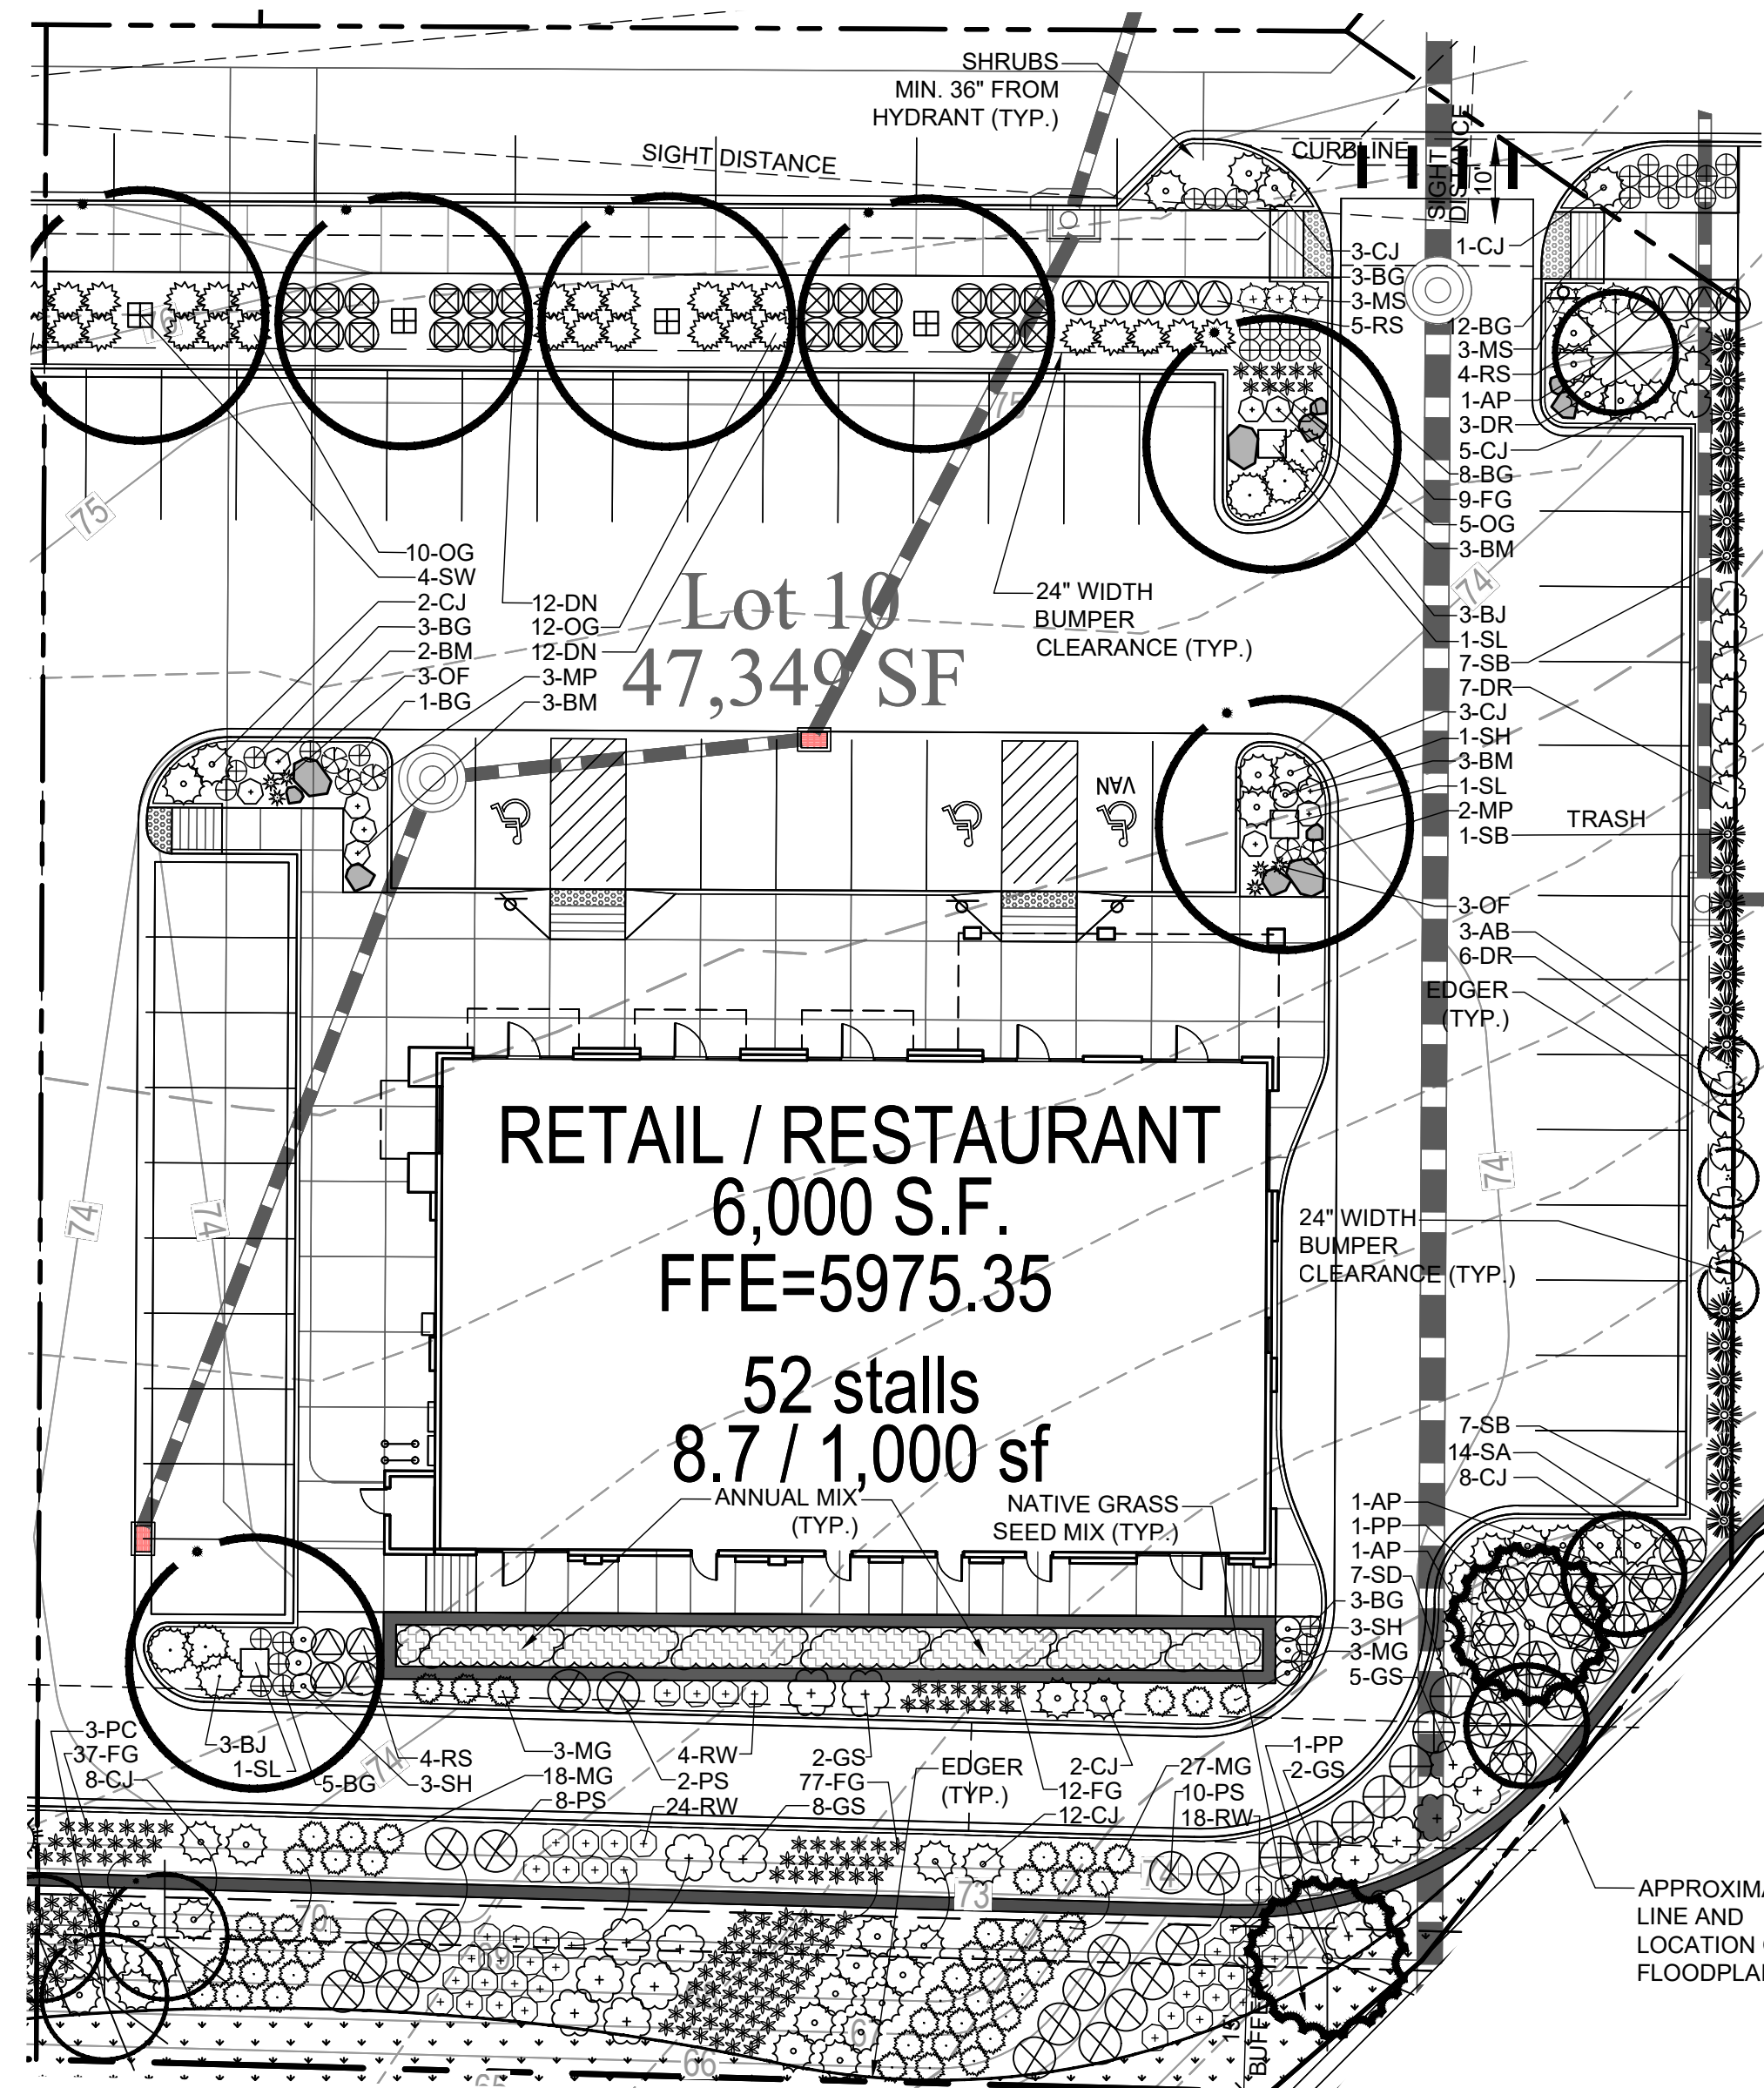 SHRUBS
MIN. 36" FROM
HYDRANT (TYP.)
SIGHT DISTANCE
CURBLINE
SIGHT
DISTANCE
10"
3-CJ
3-BG
3-MS
5-RS
1-CJ
12-BG
3-MS
4-RS
1-AP
3-DR
5-CJ
8-BG
9-FG
5-OG
3-BM
76
75
75
74
10-OG
4-SW
2-CJ
3-BG
2-BM
3-OF
1-BG
12-DN
12-OG
12-DN
3-MP
3-BM
Lot 10
47,349 SF
24" WIDTH
BUMPER
CLEARANCE (TYP.)
3-BJ
1-SL
7-SB
7-DR
3-CJ
1-SH
3-BM
1-SL
2-MP
1-SB
TRASH
VAN
3-OF
3-AB
6-DR
EDGER
(TYP.)
RETAIL / RESTAURANT
6,000 S.F.
FFE=5975.35
52 stalls
8.7 / 1,000 sf
74
74
74
24" WIDTH
BUMPER
CLEARANCE (TYP.)
ANNUAL MIX
(TYP.)
NATIVE GRASS
SEED MIX (TYP.)
7-SB
14-SA
8-CJ
1-AP
1-PP
1-AP
7-SD
3-BG
3-SH
3-MG
5-GS
3-PC
37-FG
8-CJ
3-BJ
1-SL
5-BG
74
4-RS
3-SH
3-MG
18-MG
8-PS
4-RW
2-PS
24-RW
2-GS
77-FG
8-GS
EDGER
(TYP.)
2-CJ
12-FG
12-CJ
27-MG
10-PS
18-RW
1-PP
2-GS
74
73
70
69
67
66
65
15'
APPROXIMA
LINE AND
LOCATION
FLOODPLA